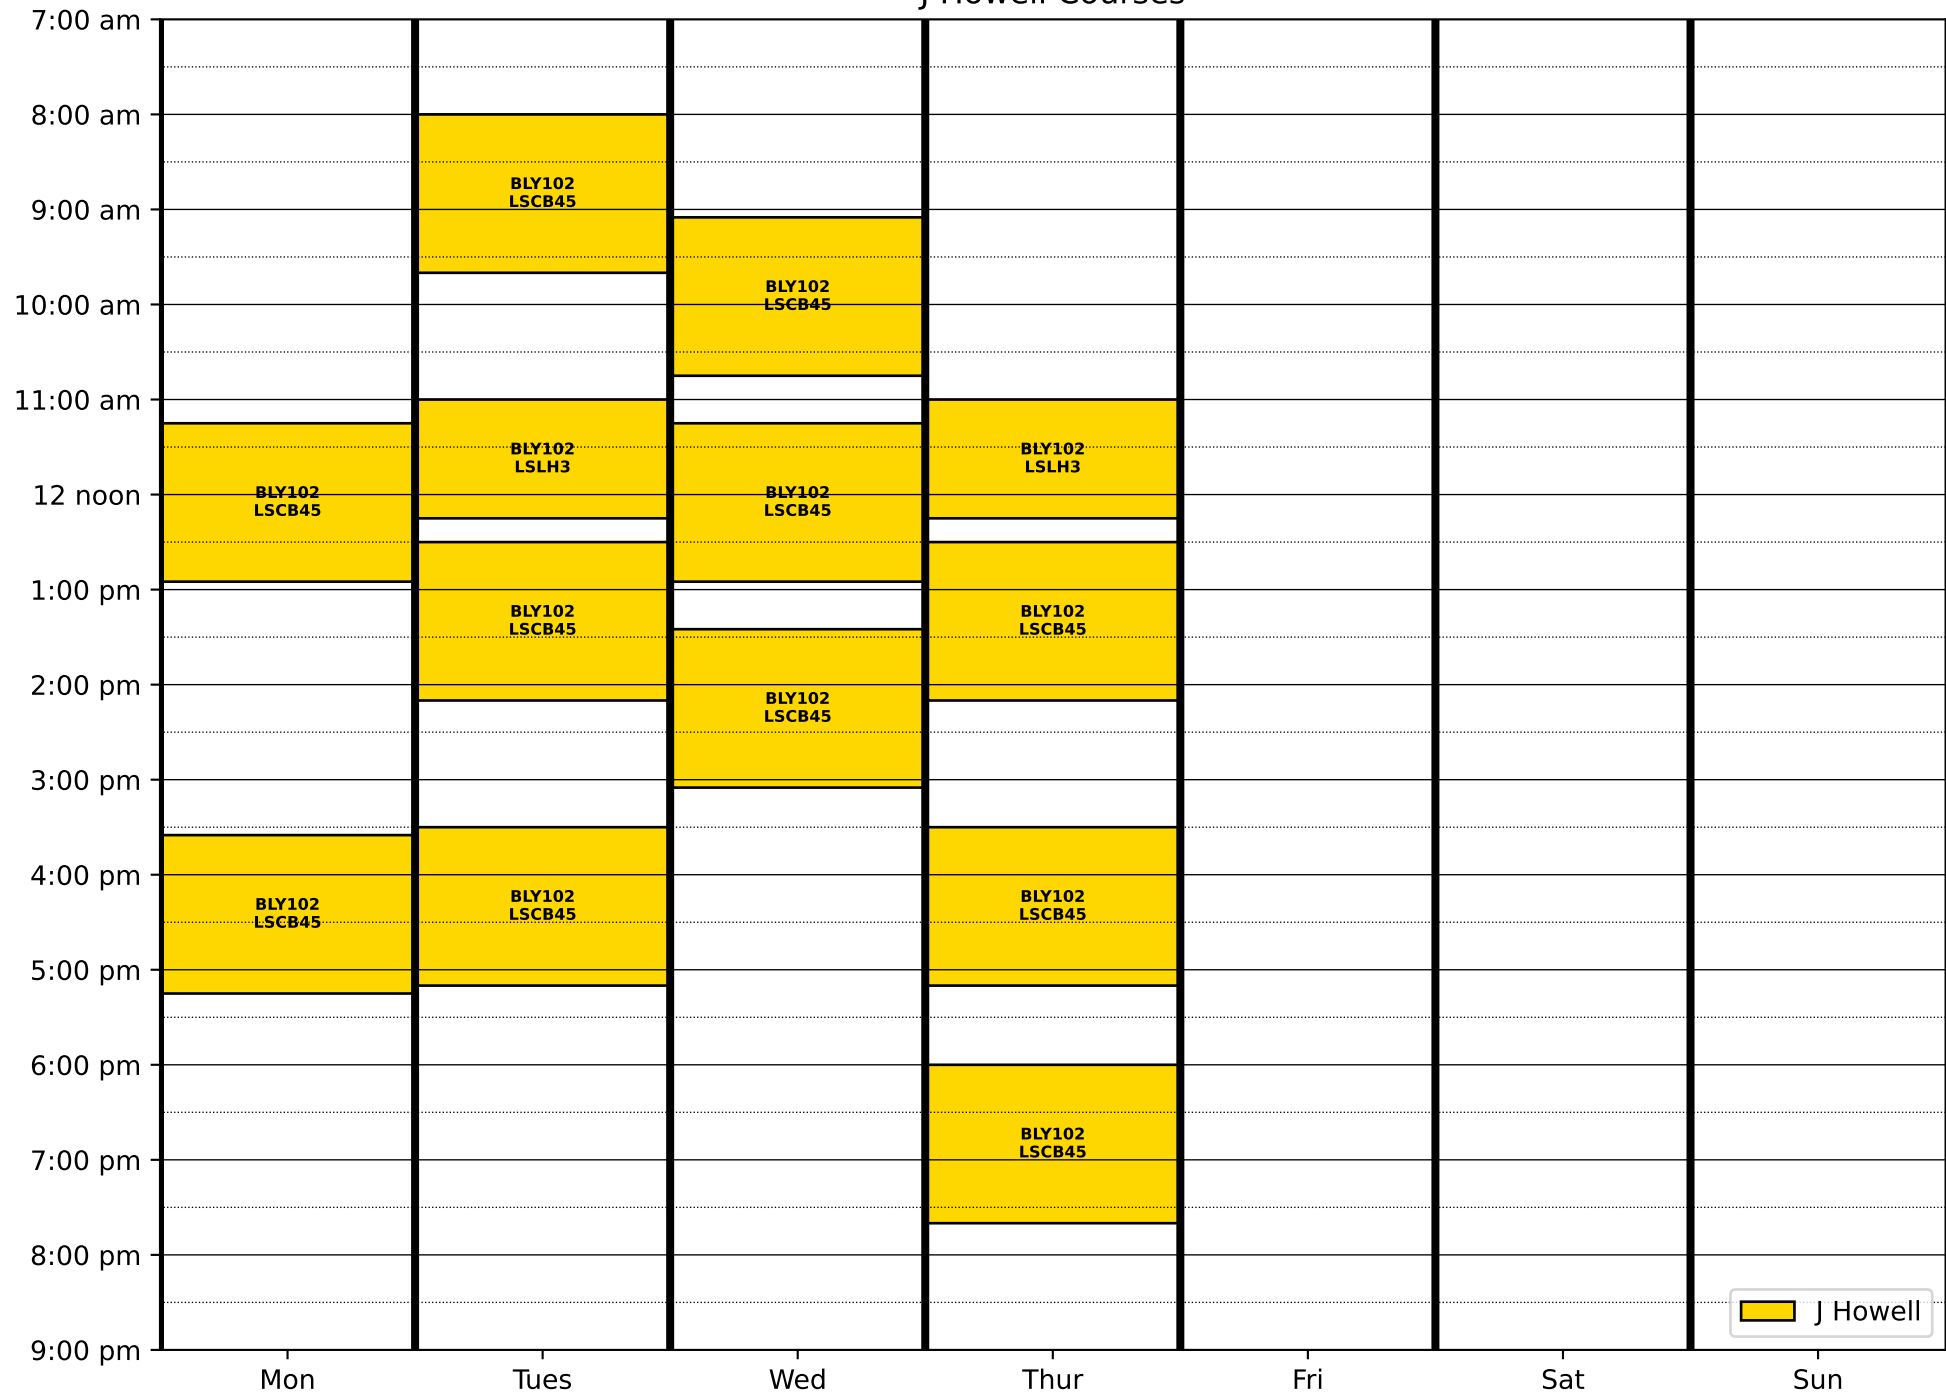 J Howell Courses
7:00 am
8:00 am
9:00 am
10:00 am
11:00 am
12 noon
1:00 pm
2:00 pm
3:00 pm
4:00 pm
5:00 pm
6:00 pm
7:00 pm
8:00 pm
9:00 pm
BLY102
LSCB45
BLY102
LSCB45
BLY102
LSCB45
BLY102
LSLH3
BLY102
LSCB45
BLY102
LSCB45
BLY102
LSCB45
BLY102
LSCB45
BLY102
LSCB45
BLY102
LSLH3
BLY102
LSCB45
BLY102
LSCB45
BLY102
LSCB45
J Howell
Mon
Tues
Wed
Thur
Fri
Sat
Sun